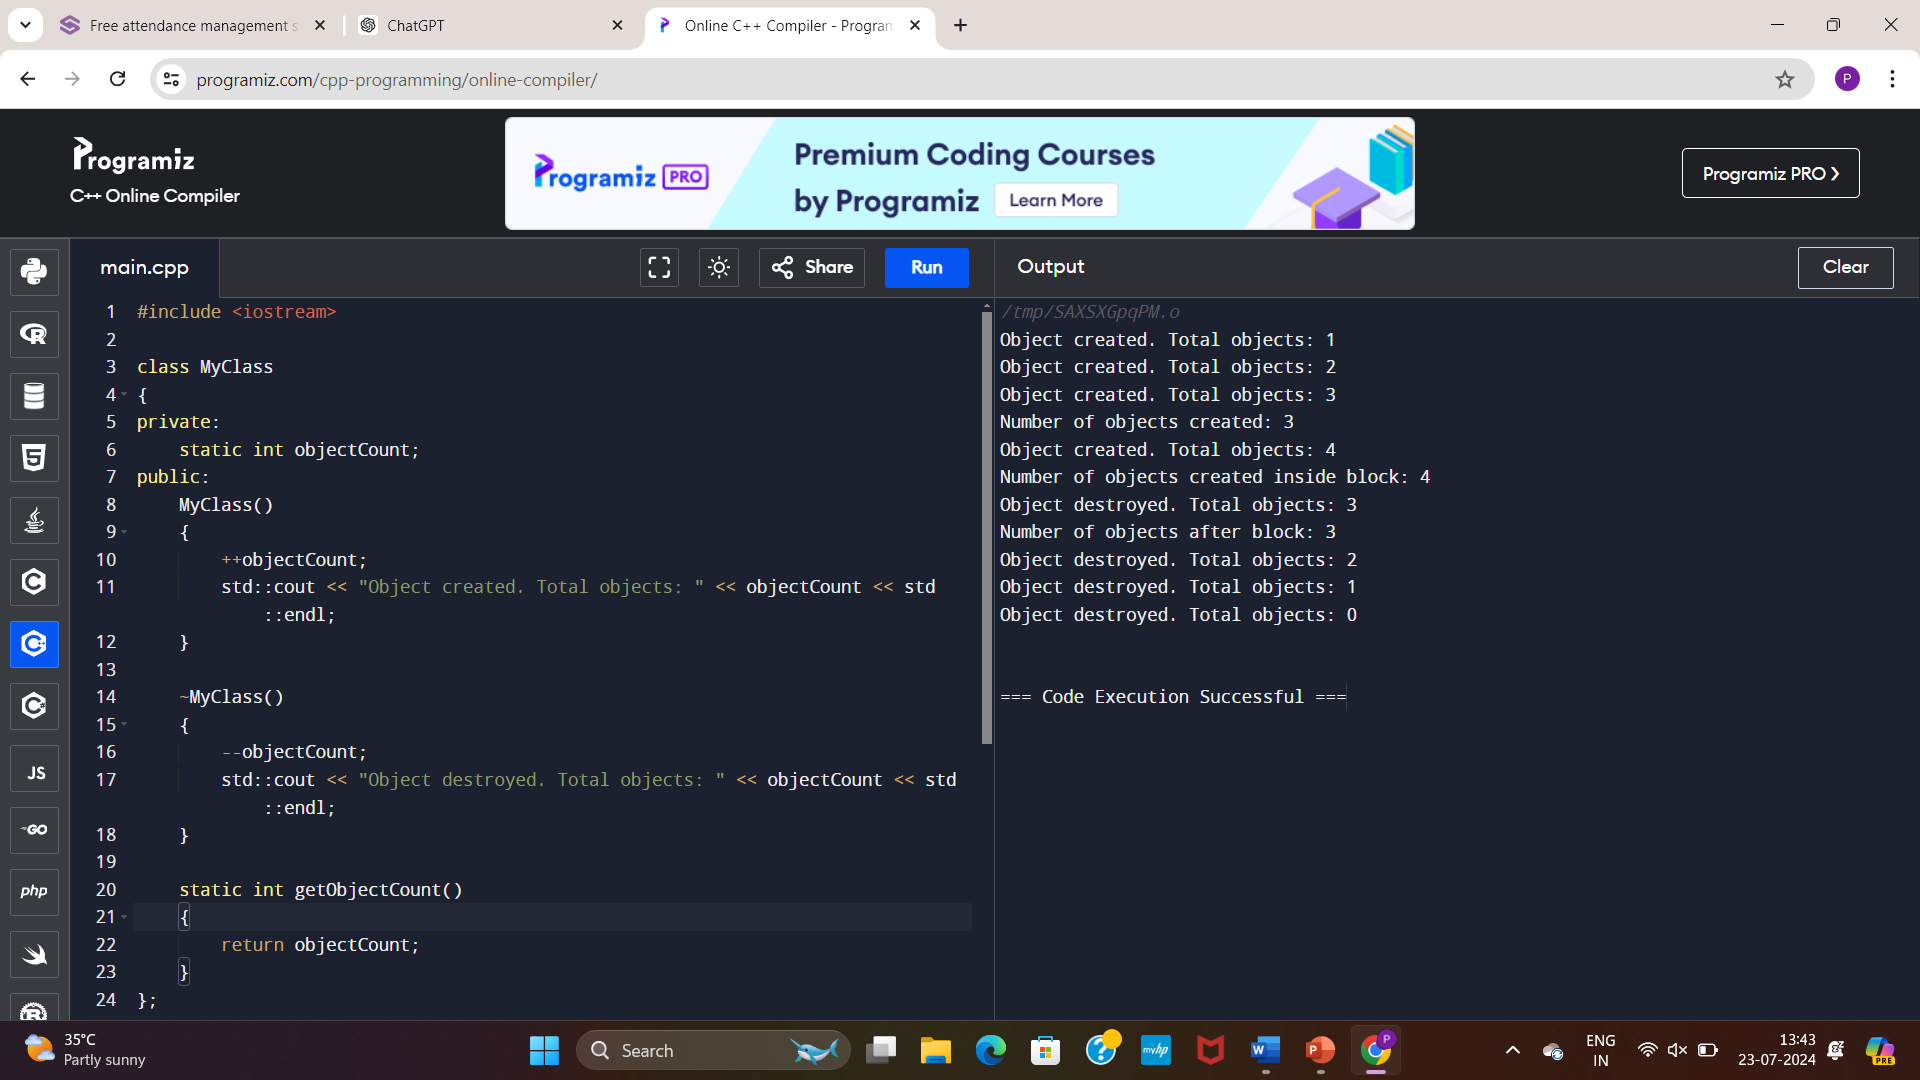 Free attendance management s
ChatGPT
Online C++ Compiler - Program
programiz.com/cpp-programming/online-compiler/
P
Programiz
C++ Online Compiler
Programiz PRO
Premium Coding Courses
by Programiz
Learn More
Programiz PRO
main.cpp
Share
Run
Output
Clear
1 #include <iostream>
2
3 class MyClass
4 {
5 private:
6 static int objectCount;
7 public:
8 MyClass()
9 {
10 ++objectCount;
11 std::cout << "Object created. Total objects: " << objectCount << std
::endl;
12 }
13
14 ~MyClass()
15 {
16 --objectCount;
17 std::cout << "Object destroyed. Total objects: " << objectCount << std
::endl;
18 }
19
20 static int getObjectCount()
21 {
22 return objectCount;
23 }
24 };
/tmp/SAXSXGpqPM.o
Object created. Total objects: 1
Object created. Total objects: 2
Object created. Total objects: 3
Number of objects created: 3
Object created. Total objects: 4
Number of objects created inside block: 4
Object destroyed. Total objects: 3
Number of objects after block: 3
Object destroyed. Total objects: 2
Object destroyed. Total objects: 1
Object destroyed. Total objects: 0
=== Code Execution Successful ===
JS
GO
php
35°C
Partly sunny
Search
myhp
W
P
P
ENG
IN
13:43
23-07-2024
PRE